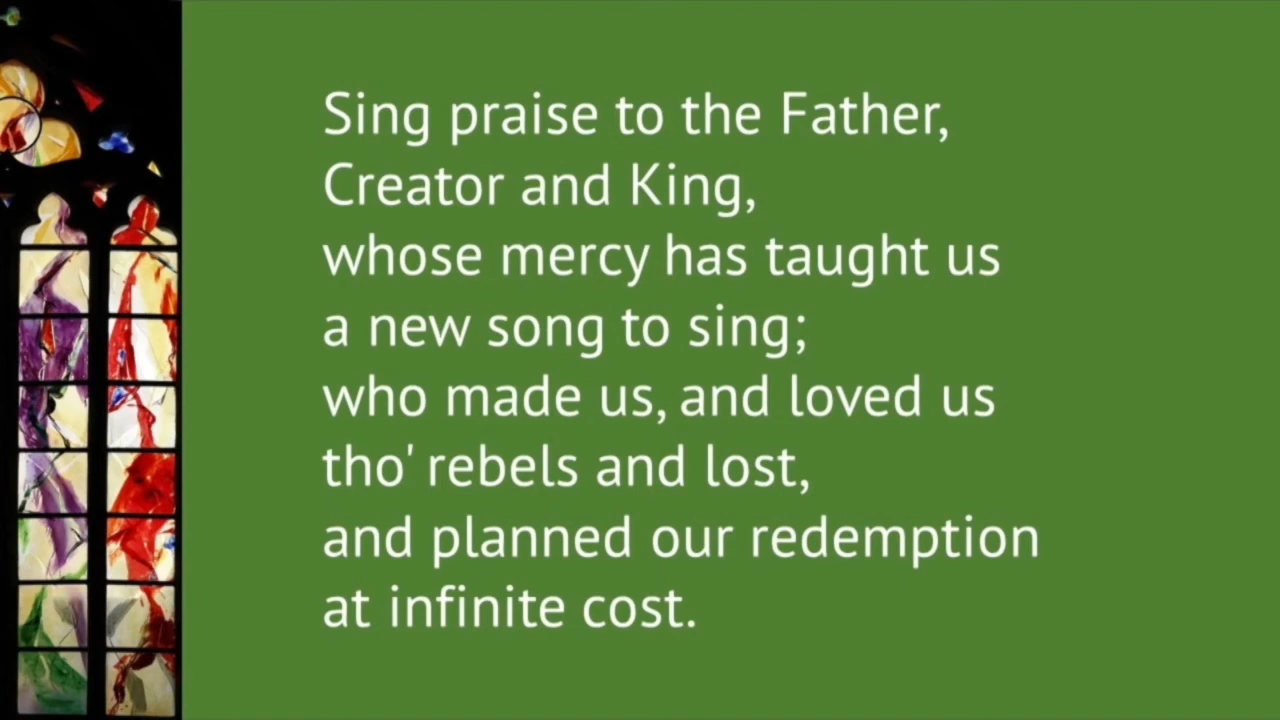 Sing praise to the Father,
Creator and King,
whose mercy has taught us
a new song to sing;
who made us, and loved us
tho' rebels and lost,
and planned our redemption
at infinite cost.